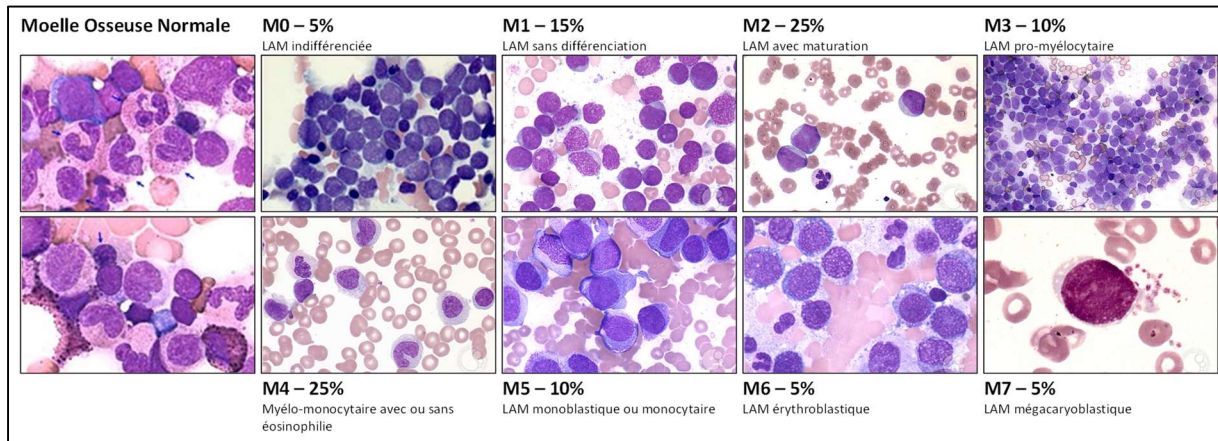 Moelle Osseuse Normale
M0 – 5%
LAM indifférenciée
M1 – 15%
LAM sans différenciation
M2 – 25%
LAM avec maturation
M3 – 10%
LAM pro-myélocytaire
M4 – 25%
Myélo-monocytaire avec ou sans
éosinophilie
M5 – 10%
LAM monoblastique ou monocytaire
M6 – 5%
LAM érythroblastique
M7 – 5%
LAM mégacaryoblastique